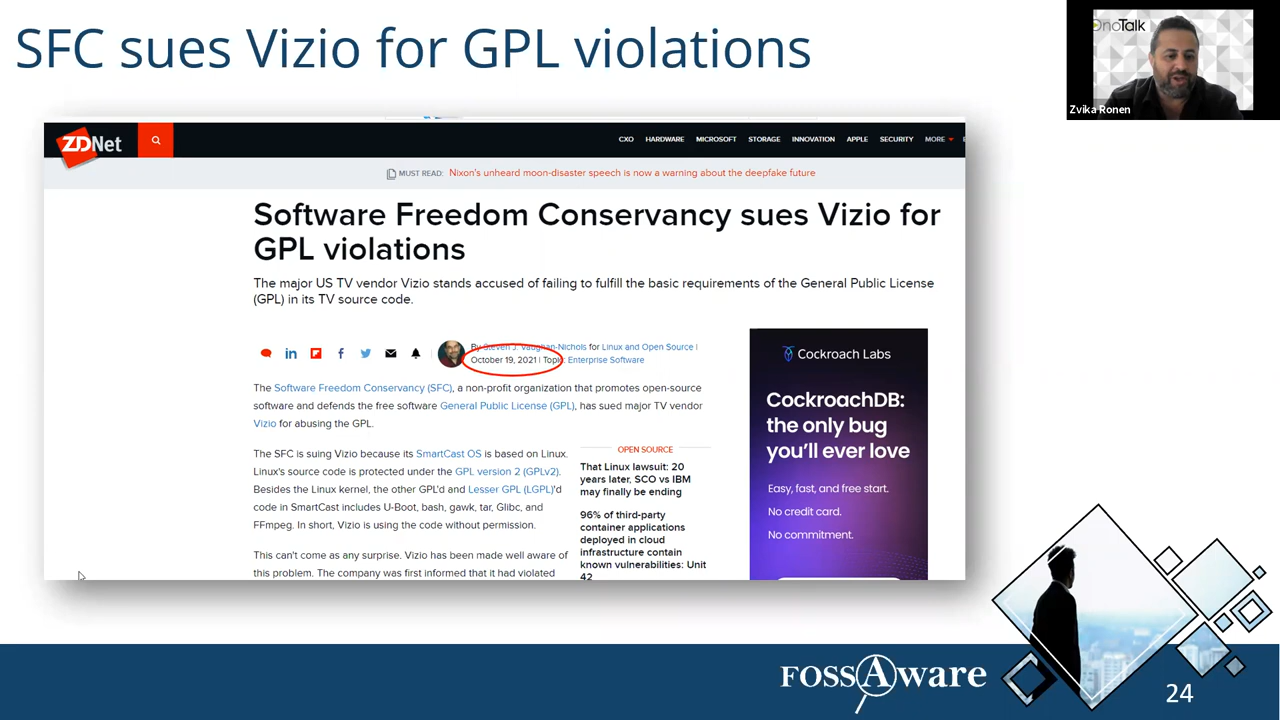 SFC sues Vizio for GPL violations
OnoTalk
Zvika Ronen
ZDNet
CXO HARDWARE MICROSOFT STORAGE INNOVATION APPLE SECURITY MORE
MUST READ: Nixon's unheard moon-disaster speech is now a warning about the deepfake future
Software Freedom Conservancy sues Vizio for
GPL violations
The major US TV vendor Vizio stands accused of failing to fulfill the basic requirements of the General Public License
(GPL) in its TV source code.
By Steven J. Vaughan-Nichols for Linux and Open Source |
October 19, 2021 | Topic: Enterprise Software
The Software Freedom Conservancy (SFC), a non-profit organization that promotes open-source
software and defends the free software General Public License (GPL), has sued major TV vendor
Vizio for abusing the GPL.
The SFC is suing Vizio because its SmartCast OS is based on Linux.
Linux's source code is protected under the GPL version 2 (GPLv2).
Besides the Linux kernel, the other GPL'd and Lesser GPL (LGPL)'d
code in SmartCast includes U-Boot, bash, gawk, tar, Glibc, and
FFmpeg. In short, Vizio is using the code without permission.
This can't come as any surprise. Vizio has been made well aware of
this problem. The company was first informed that it had violated
OPEN SOURCE
That Linux lawsuit: 20
years later, SCO vs IBM
may finally be ending
96% of third-party
container applications
deployed in cloud
infrastructure contain
known vulnerabilities: Unit
42
Cockroach Labs
CockroachDB:
the only bug
you'll ever love
Easy, fast, and free start.
No credit card.
No commitment.
FOSSAware
24